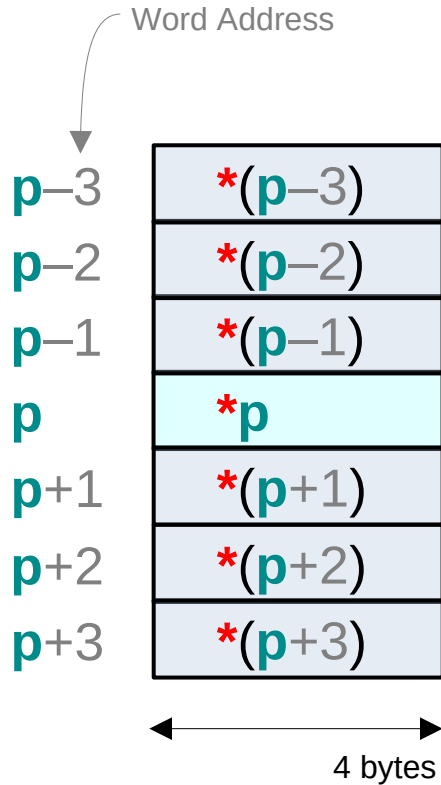 Word Address
p–3 *(p–3)
p–2 *(p–2)
p–1 *(p–1)
p *p
p+1 *(p+1)
p+2 *(p+2)
p+3 *(p+3)
4 bytes